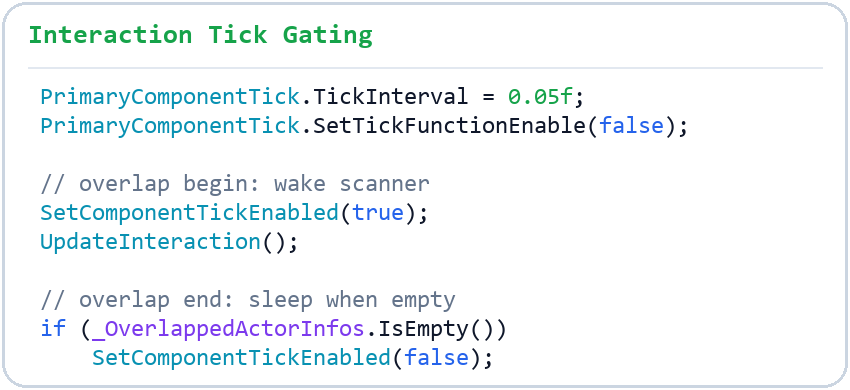 Interaction Tick Gating
PrimaryComponentTick.TickInterval = 0.05f;
PrimaryComponentTick.SetTickFunctionEnable(false);
// overlap begin: wake scanner
SetComponentTickEnabled(true);
UpdateInteraction();
// overlap end: sleep when empty
if (_OverlappedActorInfos.IsEmpty())
    SetComponentTickEnabled(false);